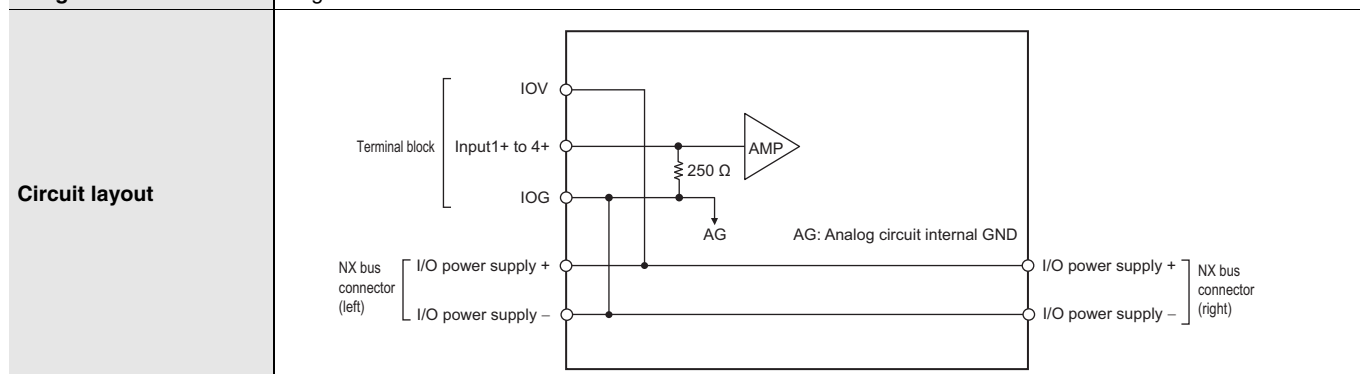 Circuit layout
IOV
Terminal block
Input1+ to 4+
AMP
250 Ω
IOG
AG
AG: Analog circuit internal GND
NX bus
connector
(left)
I/O power supply +
I/O power supply –
I/O power supply +
I/O power supply –
NX bus
connector
(right)